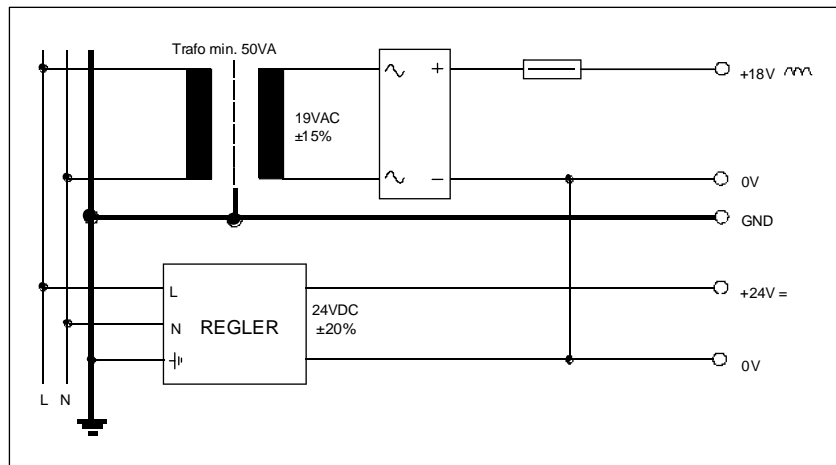 Trafo min. 50VA
+18V
19VAC
±15%
0V
GND
L
24VDC
±20%
+24V =
N
REGLER
0V
L N